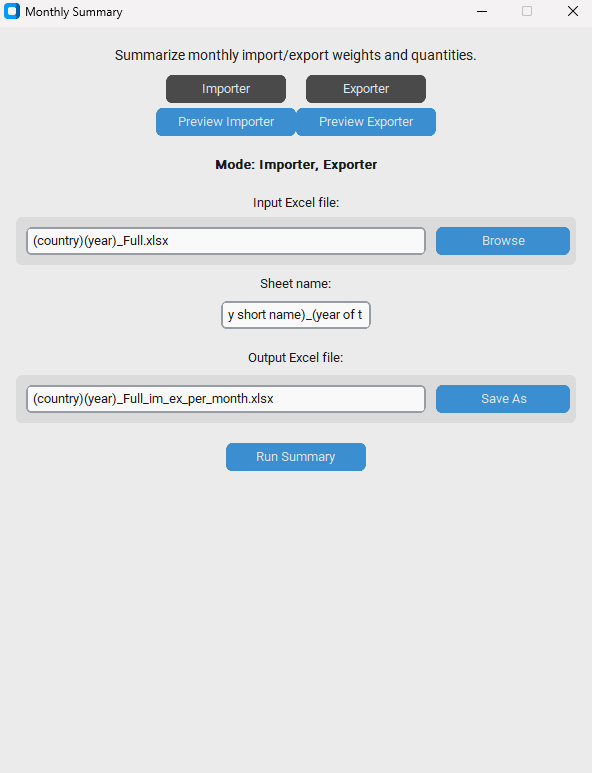 Monthly Summary
Summarize monthly import/export weights and quantities.
Importer Exporter
Preview Importer Preview Exporter
Mode: Importer, Exporter
Input Excel file:
(country)(year)_Full.xlsx Browse
Sheet name:
y short name)_(year of t
Output Excel file:
(country)(year)_Full_im_ex_per_month.xlsx Save As
Run Summary